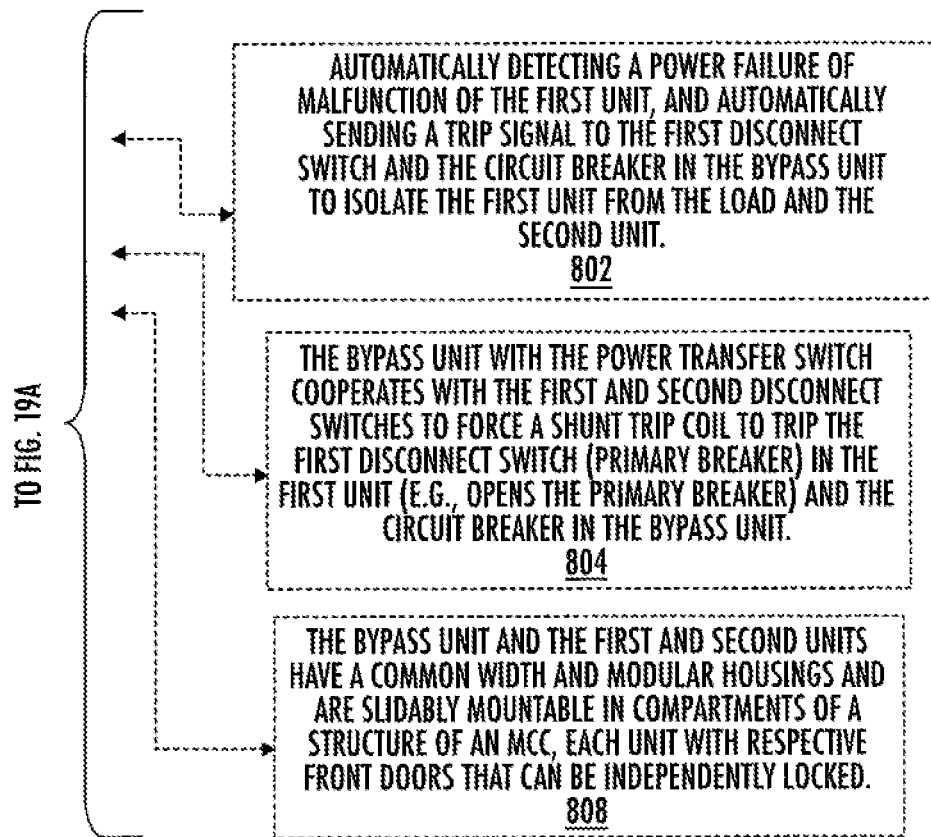 TO FIG. 19A
AUTOMATICALLY DETECTING A POWER FAILURE OF
MALFUNCTION OF THE FIRST UNIT, AND AUTOMATICALLY
SENDING A TRIP SIGNAL TO THE FIRST DISCONNECT
SWITCH AND THE CIRCUIT BREAKER IN THE BYPASS UNIT
TO ISOLATE THE FIRST UNIT FROM THE LOAD AND THE
SECOND UNIT.
802
THE BYPASS UNIT WITH THE POWER TRANSFER SWITCH
COOPERATES WITH THE FIRST AND SECOND DISCONNECT
SWITCHES TO FORCE A SHUNT TRIP COIL TO TRIP THE
FIRST DISCONNECT SWITCH (PRIMARY BREAKER) IN THE
FIRST UNIT (E.G., OPENS THE PRIMARY BREAKER) AND THE
CIRCUIT BREAKER IN THE BYPASS UNIT.
804
THE BYPASS UNIT AND THE FIRST AND SECOND UNITS
HAVE A COMMON WIDTH AND MODULAR HOUSINGS AND
ARE SLIDABLY MOUNTABLE IN COMPARTMENTS OF A
STRUCTURE OF AN MCC, EACH UNIT WITH RESPECTIVE
FRONT DOORS THAT CAN BE INDEPENDENTLY LOCKED.
808